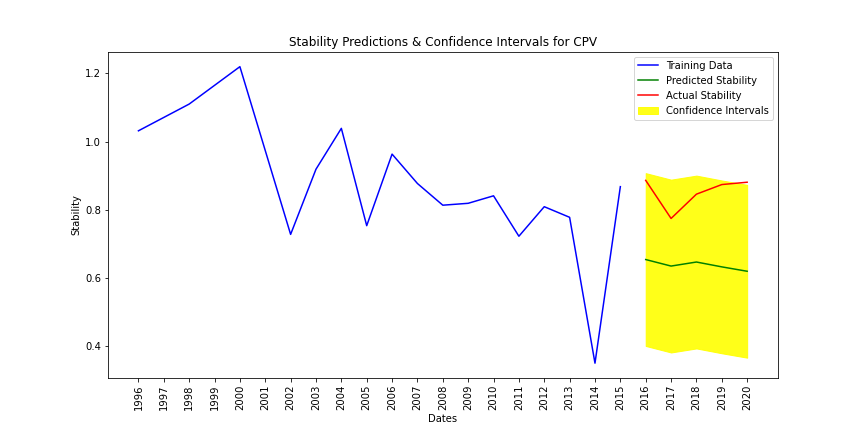 Stability Predictions & Confidence Intervals for CPV
Training Data
Predicted Stability
Actual Stability
Confidence Intervals
Stability
1.2
1.0
0.8
0.6
0.4
1996 1997 1998 1999 2000 2001 2002 2003 2004 2005 2006 2007 2008 2009 2010 2011 2012 2013 2014 2015 2016 2017 2018 2019 2020
Dates